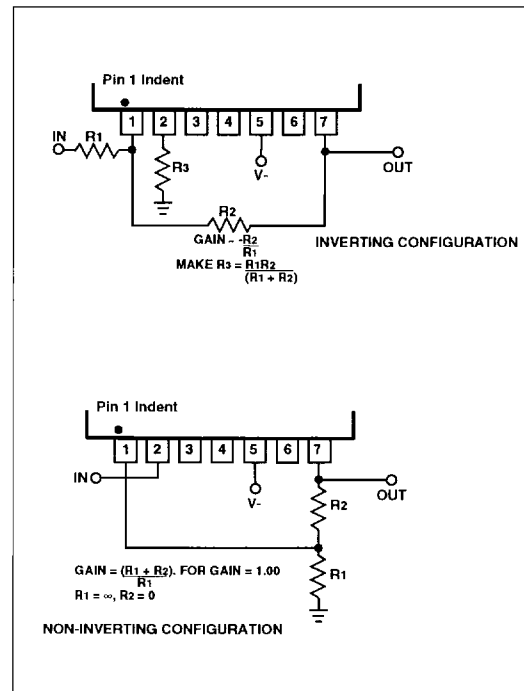 Pin 1 Indent
1 2 3 4 5 6 7
IN R1
R3
V-
OUT
R2
GAIN ~ -R2
R1
INVERTING CONFIGURATION
MAKE R3 = R1R2
(R1 + R2)
Pin 1 Indent
1 2 3 4 5 6 7
IN
V-
OUT
R2
R1
GAIN = (R1 + R2). FOR GAIN = 1.00
R1
R1 = ∞, R2 = 0
NON-INVERTING CONFIGURATION